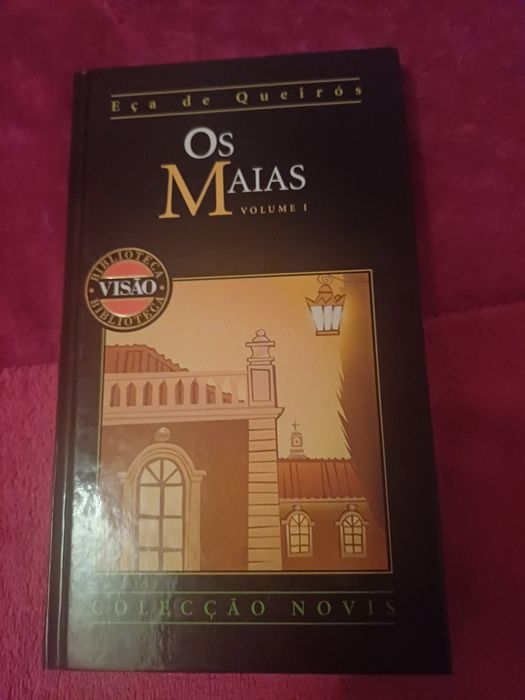 Eça de Queirós
OS
MAIAS
VOLUME I
BIBLIOTECA
VISÃO
BIBLIOTECA
COLECÇÃO NOVIS